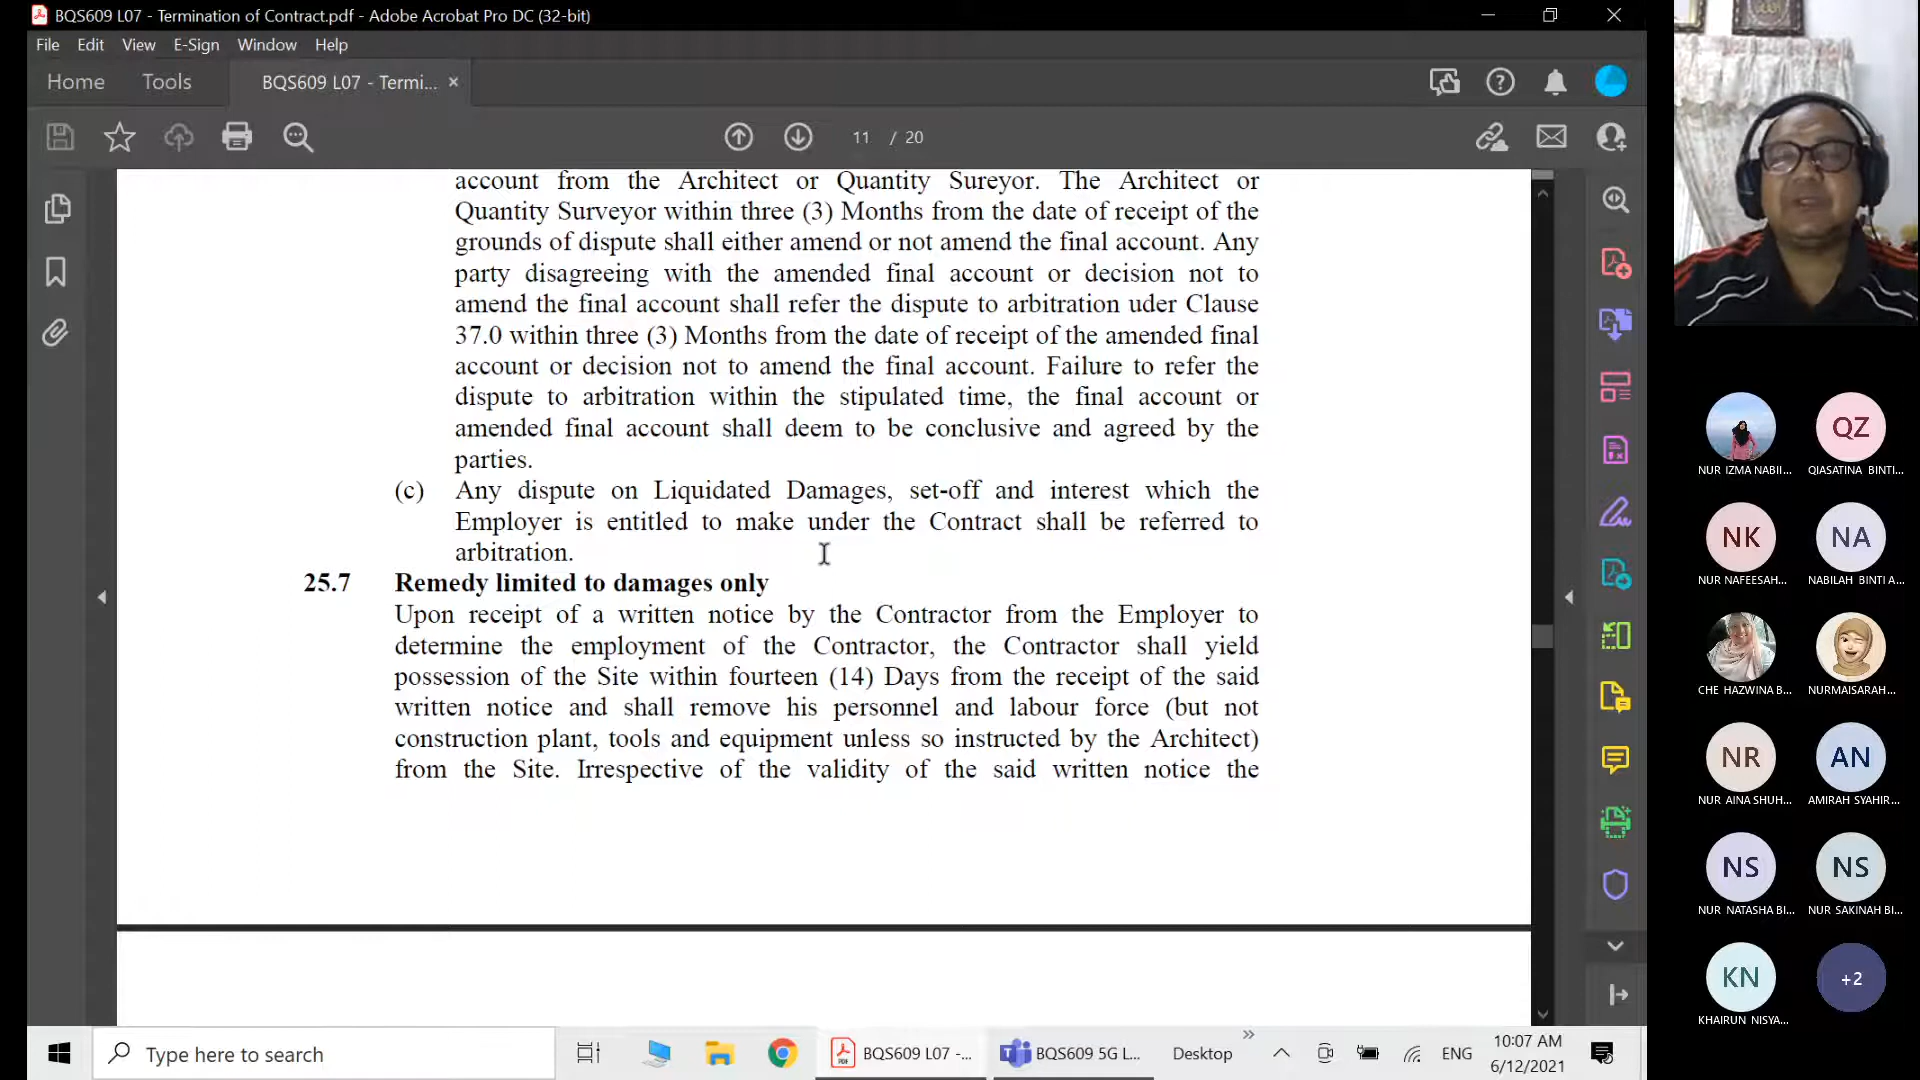 BQS609 L07 - Termination of Contract.pdf - Adobe Acrobat Pro DC (32-bit)
File Edit View E-Sign Window Help
Home Tools BQS609 L07 - Termi... ×
11 / 20
account from the Architect or Quantity Sureyor. The Architect or
Quantity Surveyor within three (3) Months from the date of receipt of the
grounds of dispute shall either amend or not amend the final account. Any
party disagreeing with the amended final account or decision not to
amend the final account shall refer the dispute to arbitration uder Clause
37.0 within three (3) Months from the date of receipt of the amended final
account or decision not to amend the final account. Failure to refer the
dispute to arbitration within the stipulated time, the final account or
amended final account shall deem to be conclusive and agreed by the
parties.
(c) Any dispute on Liquidated Damages, set-off and interest which the
Employer is entitled to make under the Contract shall be referred to
arbitration.
25.7 Remedy limited to damages only
Upon receipt of a written notice by the Contractor from the Employer to
determine the employment of the Contractor, the Contractor shall yield
possession of the Site within fourteen (14) Days from the receipt of the said
written notice and shall remove his personnel and labour force (but not
construction plant, tools and equipment unless so instructed by the Architect)
from the Site. Irrespective of the validity of the said written notice the
QZ
NUR IZMA NABII... QIASATINA BINTI...
NK NA
NUR NAFEESAH... NABILAH BINTI A...
CHE HAZWINA B... NURMAISARAH...
NR AN
NUR AINA SHUH... AMIRAH SYAHIR...
NS NS
NUR NATASHA BI... NUR SAKINAH BI...
KN +2
KHAIRUN NISYA...
Type here to search
BQS609 L07 -...
BQS609 5G L...
Desktop
ENG
10:07 AM
6/12/2021